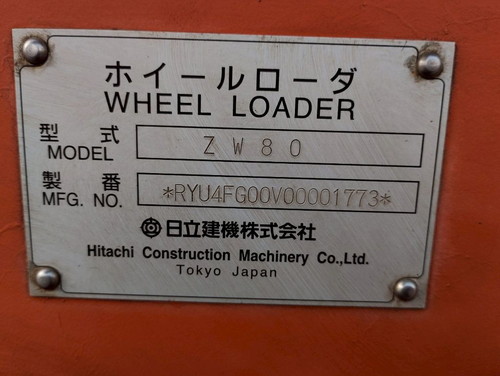 ホイールローダ
WHEEL LOADER
型式 ZW80
MODEL
製番 *RYU4FG00V00001773*
MFG. NO.
日立建機株式会社
Hitachi Construction Machinery Co.,Ltd.
Tokyo Japan